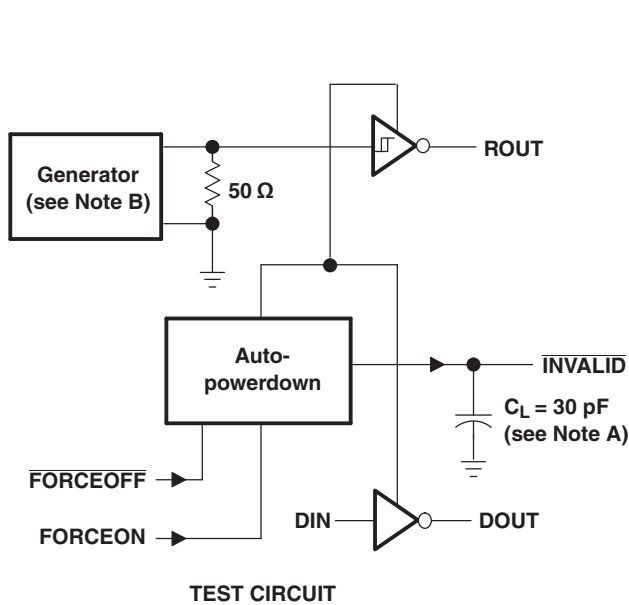 Generator
(see Note B)
50 Ω
ROUT
Auto-
powerdown
INVALID
C_L = 30 pF
(see Note A)
FORCEOFF
FORCEON
DIN
DOUT
TEST CIRCUIT